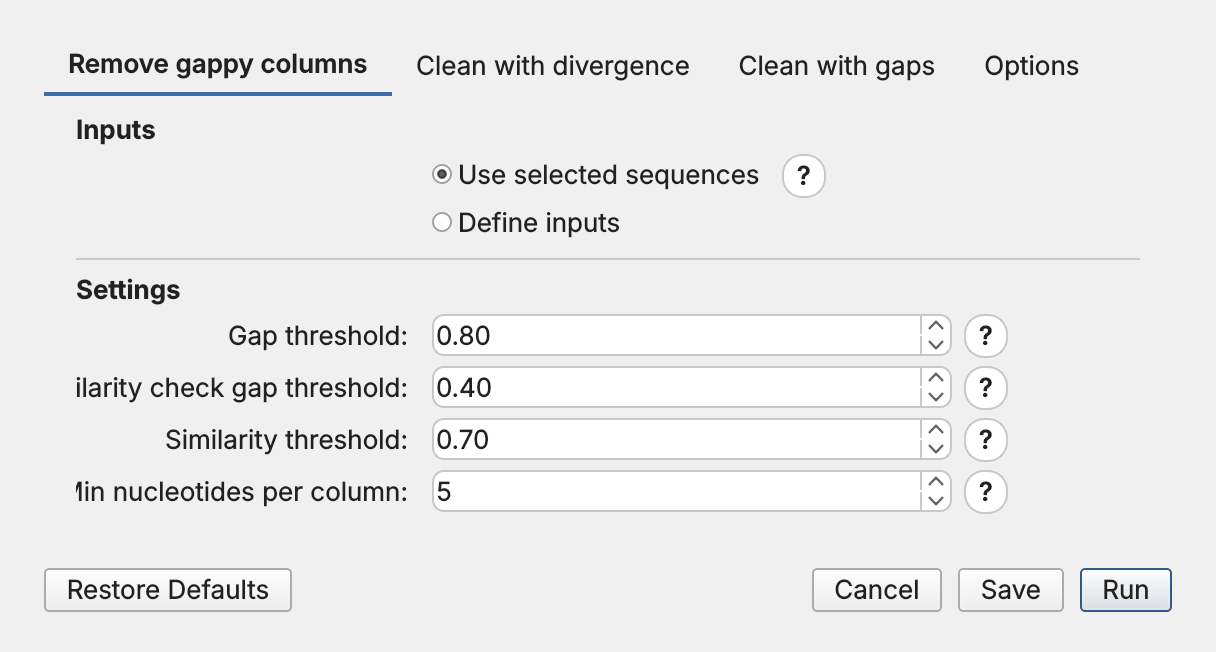 Remove gappy columns Clean with divergence Clean with gaps Options
Inputs
Use selected sequences ?
Define inputs
Settings
Gap threshold: 0.80 ?
ilarity check gap threshold: 0.40 ?
Similarity threshold: 0.70 ?
in nucleotides per column: 5 ?
Restore Defaults Cancel Save Run